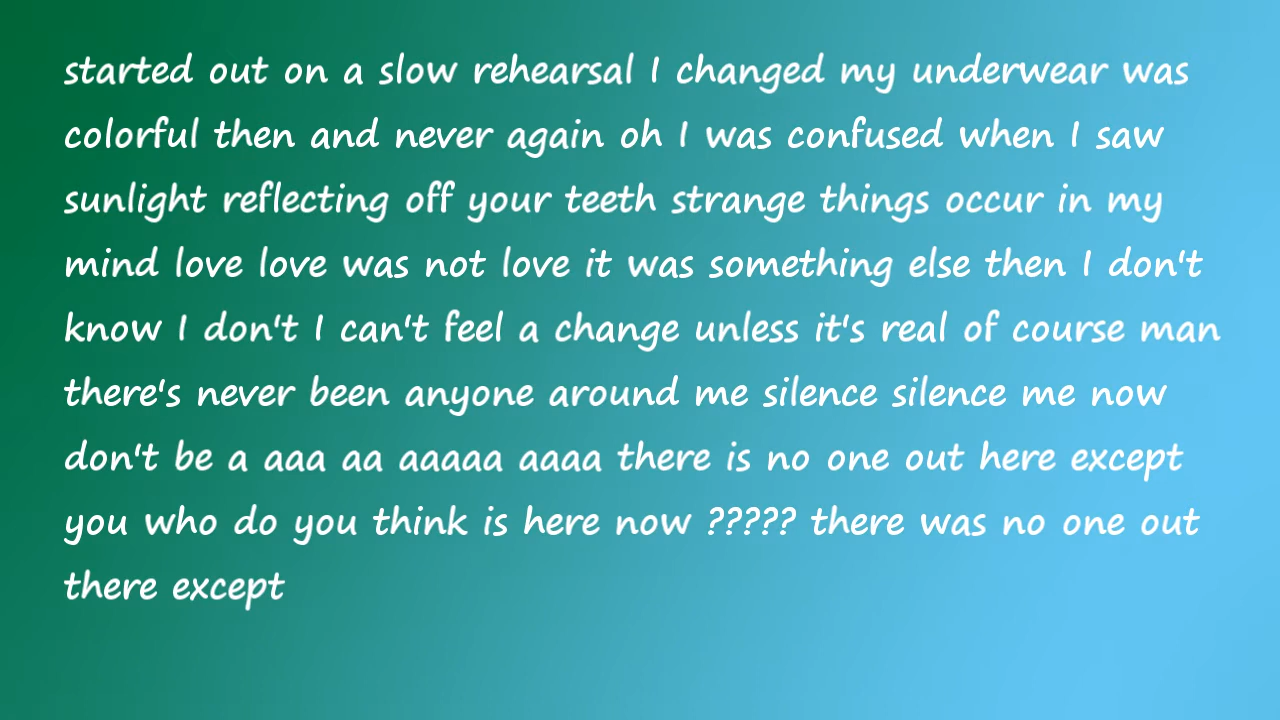 started out on a slow rehearsal I changed my underwear was
colorful then and never again oh I was confused when I saw
sunlight reflecting off your teeth strange things occur in my
mind love love was not love it was something else then I don't
know I don't I can't feel a change unless it's real of course man
there's never been anyone around me silence silence me now
don't be a aaa aa aaaaa aaaa there is no one out here except
you who do you think is here now ????? there was no one out
there except